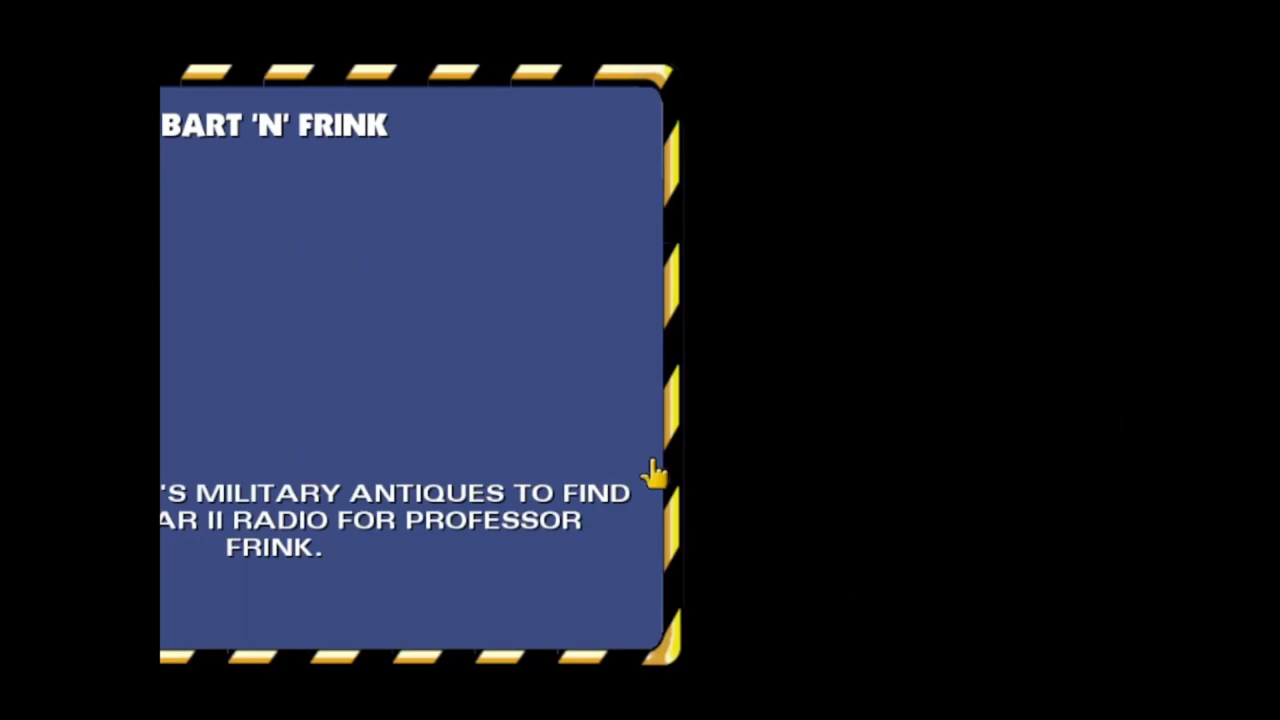 BART 'N' FRINK
'S MILITARY ANTIQUES TO FIND
AR II RADIO FOR PROFESSOR
FRINK.